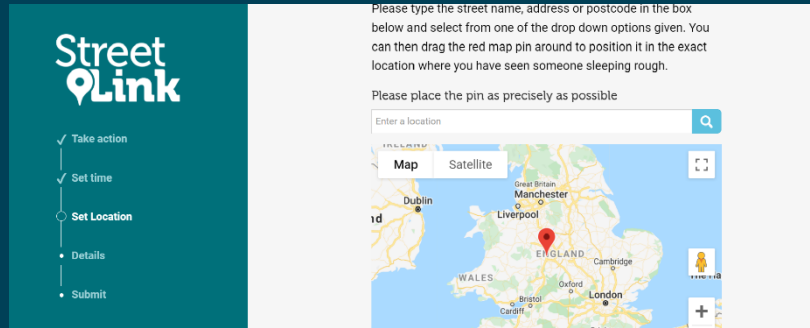 Please type the street name, address or postcode in the box
below and select from one of the drop down options given. You
can then drag the red map pin around to position it in the exact
location where you have seen someone sleeping rough.
Please place the pin as precisely as possible
Enter a location
Street
Link
Take action
Set time
Set Location
Details
Submit
Map
Satellite
IRELAND
Great Britain
Manchester
Dublin
Liverpool
ENGLAND
Cambridge
WALES
Oxford
London
Bristol
Cardiff